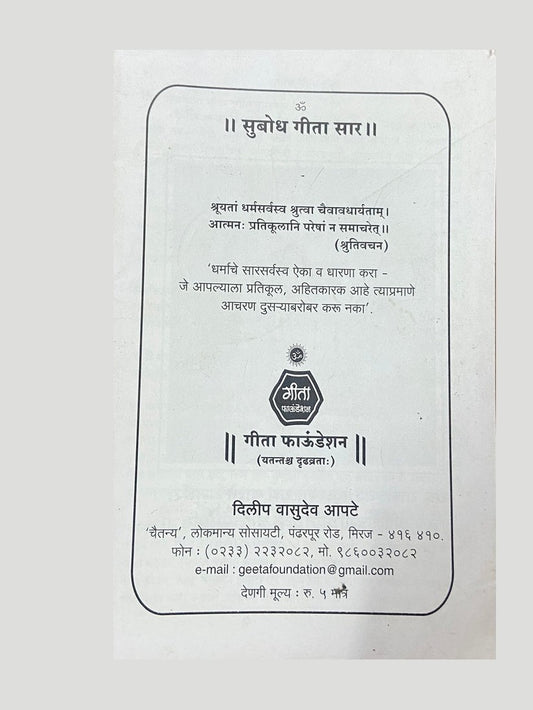 ॐ
।। सुबोध गीता सार।।
श्रूयतां धर्मसर्वस्व श्रुत्वा चैवावधार्यताम्।
आत्मनः प्रतिकूलानि परेषां न समाचरेत्।।
(श्रुतिवचन)
‘धर्माचे सारसर्वस्व ऐका व धारणा करा -
जे आपल्याला प्रतिकूल, अहितकारक आहे त्याप्रमाणे
आचरण दुसऱ्याबरोबर करू नका’.
ॐ
गीता
फाऊंडेशन
|| गीता फाऊंडेशन ||
(यतन्तश्च दृढव्रताः)
दिलीप वासुदेव आपटे
‘चैतन्य’, लोकमान्य सोसायटी, पंढरपूर रोड, मिरज - ४१६ ४१०.
फोन : (०२३३) २२३२०८२, मो. ९८६००३२०८२
e-mail : geetafoundation@gmail.com
देणगी मूल्य : रु. ५ मात्र